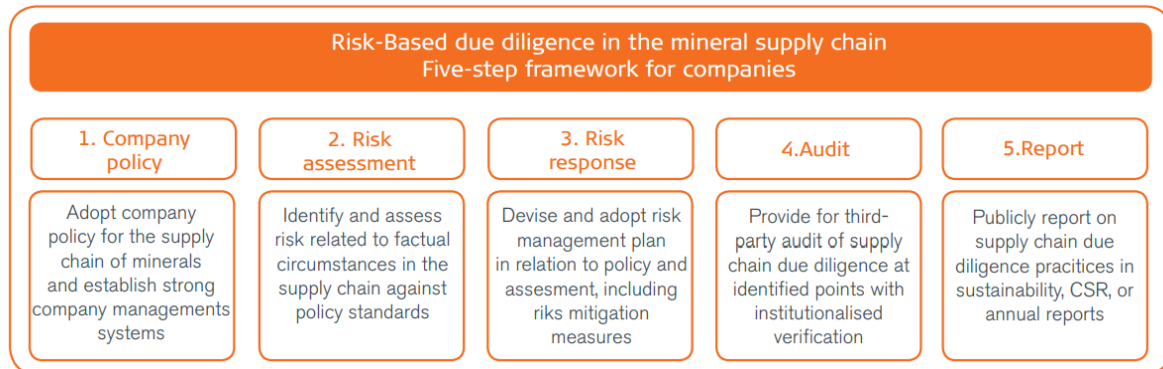 Risk-Based due diligence in the mineral supply chain
Five-step framework for companies
1. Company
policy
Adopt company
policy for the supply
chain of minerals
and establish strong
company managements
systems
2. Risk
assessment
Identify and assess
risk related to factual
circumstances in the
supply chain against
policy standards
3. Risk
response
Devise and adopt risk
management plan
in relation to policy and
assesment, including
riks mitigation
measures
4.Audit
Provide for third-
party audit of supply
chain due diligence at
identified points with
institutionalised
verification
5.Report
Publicly report on
supply chain due
diligence pracitices in
sustainability, CSR, or
annual reports